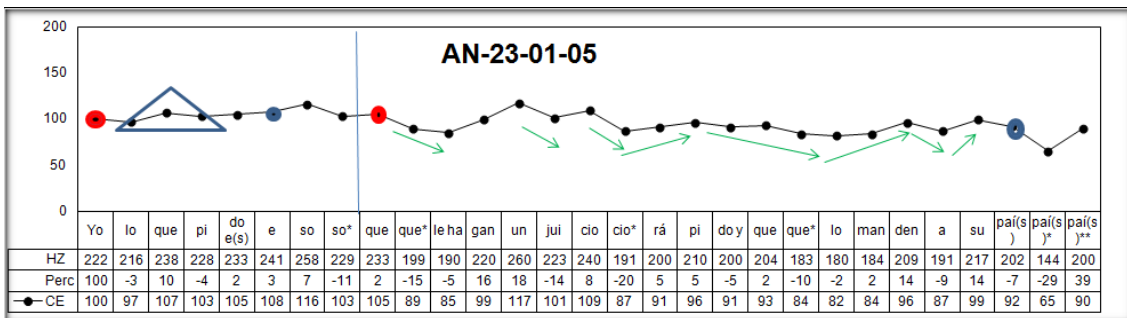 AN-23-01-05
200
150
100
50
0
Yo lo que pi do e(s) e so so* que que* le ha gan un jui cio cio* rá pi do y que que* lo man den a su paí(s) paí(s)* paí(s)**
HZ 222 216 238 228 233 241 258 229 233 199 190 220 260 223 240 191 200 210 200 204 183 180 184 209 191 217 202 144 200
Perc 100 -3 10 -4 2 3 7 -11 2 -15 -5 16 18 -14 8 -20 5 5 -5 2 -10 -2 2 14 -9 14 -7 -29 39
CE 100 97 107 103 105 108 116 103 105 89 85 99 117 101 109 87 91 96 91 93 84 82 84 96 87 99 92 65 90